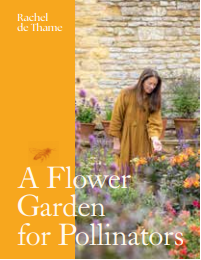 Rachel
de Thame
A Flower
Garden
for Pollinators